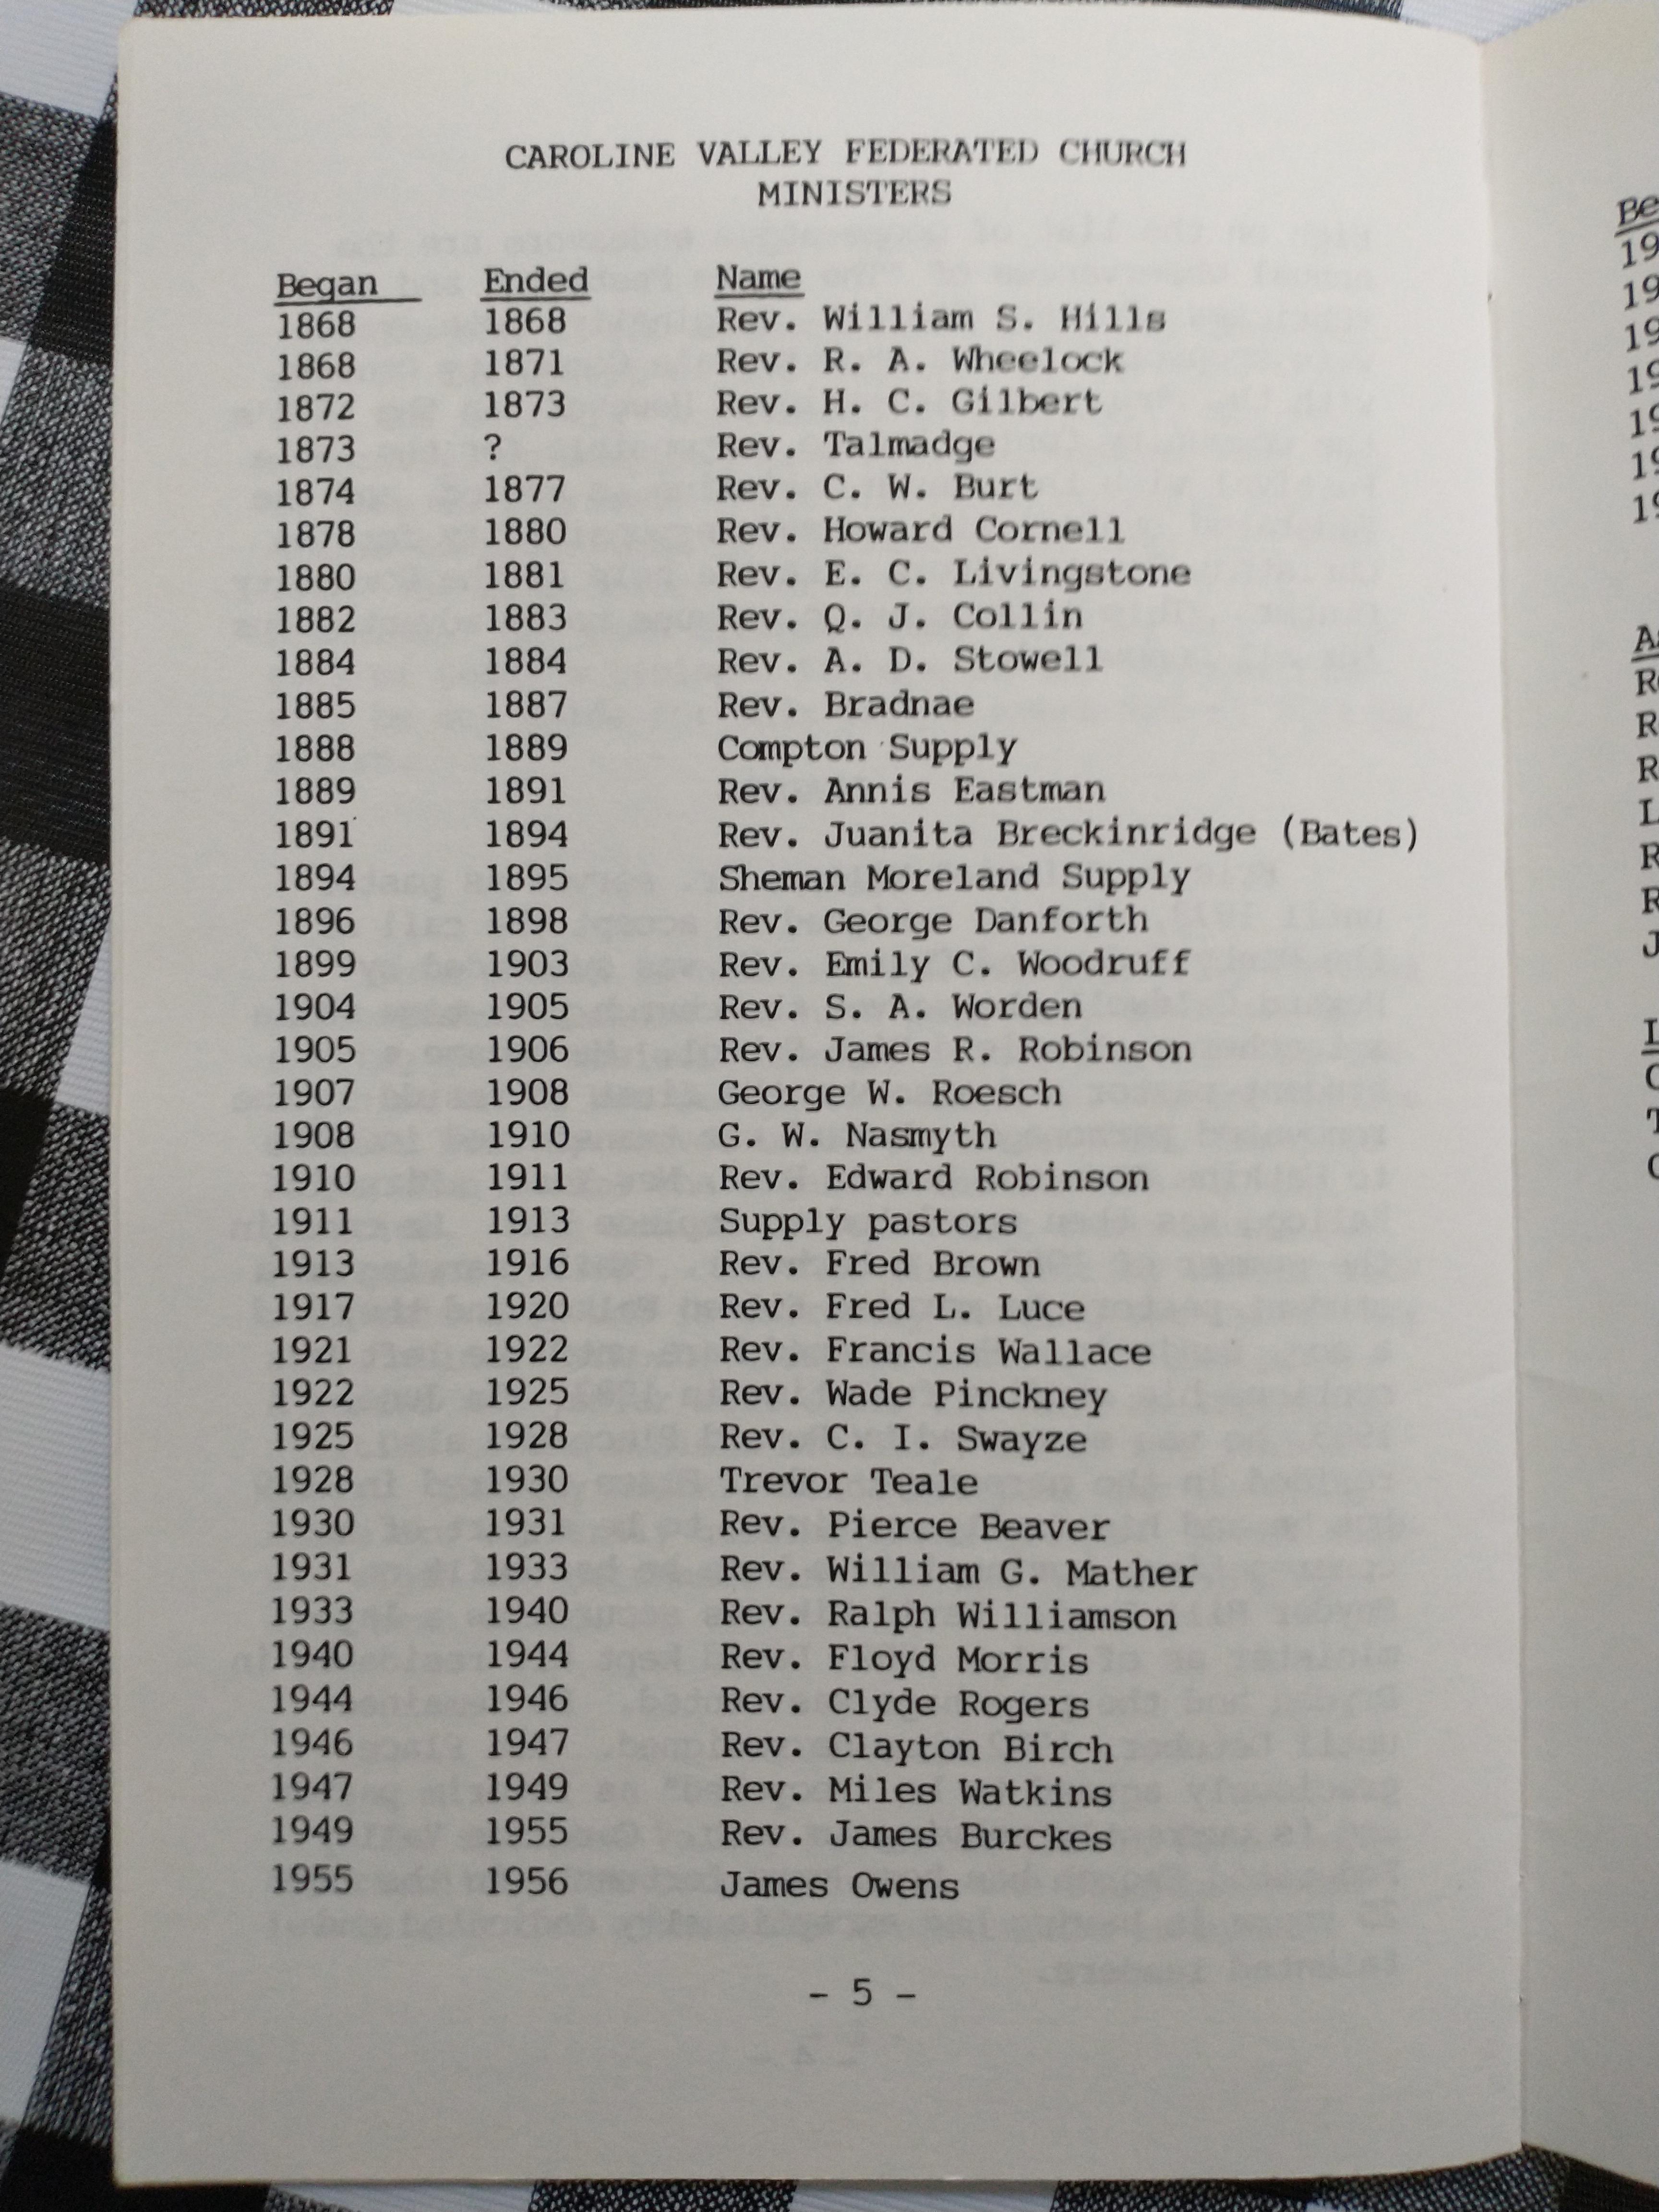 CAROLINE VALLEY FEDERATED CHURCH
MINISTERS
Began Ended Name
1868 1868 Rev. William S. Hills
1868 1871 Rev. R. A. Wheelock
1872 1873 Rev. H. C. Gilbert
1873 ? Rev. Talmadge
1874 1877 Rev. C. W. Burt
1878 1880 Rev. Howard Cornell
1880 1881 Rev. E. C. Livingstone
1882 1883 Rev. Q. J. Collin
1884 1884 Rev. A. D. Stowell
1885 1887 Rev. Bradnae
1888 1889 Compton Supply
1889 1891 Rev. Annis Eastman
1891 1894 Rev. Juanita Breckinridge (Bates)
1894 1895 Sheman Moreland Supply
1896 1898 Rev. George Danforth
1899 1903 Rev. Emily C. Woodruff
1904 1905 Rev. S. A. Worden
1905 1906 Rev. James R. Robinson
1907 1908 George W. Roesch
1908 1910 G. W. Nasmyth
1910 1911 Rev. Edward Robinson
1911 1913 Supply pastors
1913 1916 Rev. Fred Brown
1917 1920 Rev. Fred L. Luce
1921 1922 Rev. Francis Wallace
1922 1925 Rev. Wade Pinckney
1925 1928 Rev. C. I. Swayze
1928 1930 Trevor Teale
1930 1931 Rev. Pierce Beaver
1931 1933 Rev. William G. Mather
1933 1940 Rev. Ralph Williamson
1940 1944 Rev. Floyd Morris
1944 1946 Rev. Clyde Rogers
1946 1947 Rev. Clayton Birch
1947 1949 Rev. Miles Watkins
1949 1955 Rev. James Burckes
1955 1956 James Owens
- 5 -